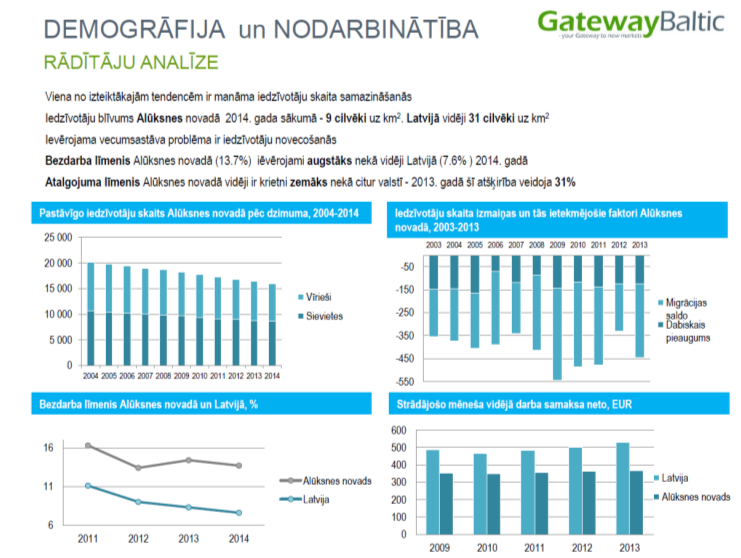 DEMOGRĀFIJA un NODARBINĀTĪBA
GatewayBaltic
your Gateway to new markets
RĀDĪTĀJU ANALĪZE
Viena no izteiktākajām tendencēm ir manāma iedzīvotāju skaita samazināšanās
Iedzīvotāju blīvums Alūksnes novadā 2014. gada sākumā - 9 cilvēki uz km². Latvijā vidēji 31 cilvēki uz km²
Ievērojama vecumsastāva problēma ir iedzīvotāju novecošanās
Bezdarba līmenis Alūksnes novadā (13.7%) ievērojami augstāks nekā vidēji Latvijā (7.6% ) 2014. gadā
Atalgojuma līmenis Alūksnes novadā vidēji ir krietni zemāks nekā citur valstī - 2013. gadā šī atšķirība veidoja 31%
Pastāvīgo iedzīvotāju skaits Alūksnes novadā pēc dzimuma, 2004-2014
25 000
20 000
15 000
10 000
5 000
0
2004 2005 2006 2007 2008 2009 2010 2011 2012 2013 2014
Vīrieši
Sievietes
Iedzīvotāju skaita izmaiņas un tās ietekmējošie faktori Alūksnes
novadā, 2003-2013
2003 2004 2005 2006 2007 2008 2009 2010 2011 2012 2013
-50
-150
-250
-350
-450
-550
Migrācijas
saldo
Dabiskais
pieaugums
Bezdarba līmenis Alūksnes novadā un Latvijā, %
16
11
6
2011 2012 2013 2014
Alūksnes novads
Latvija
Strādājošo mēneša vidējā darba samaksa neto, EUR
600
500
400
300
200
100
0
2009 2010 2011 2012 2013
Latvija
Alūksnes novads